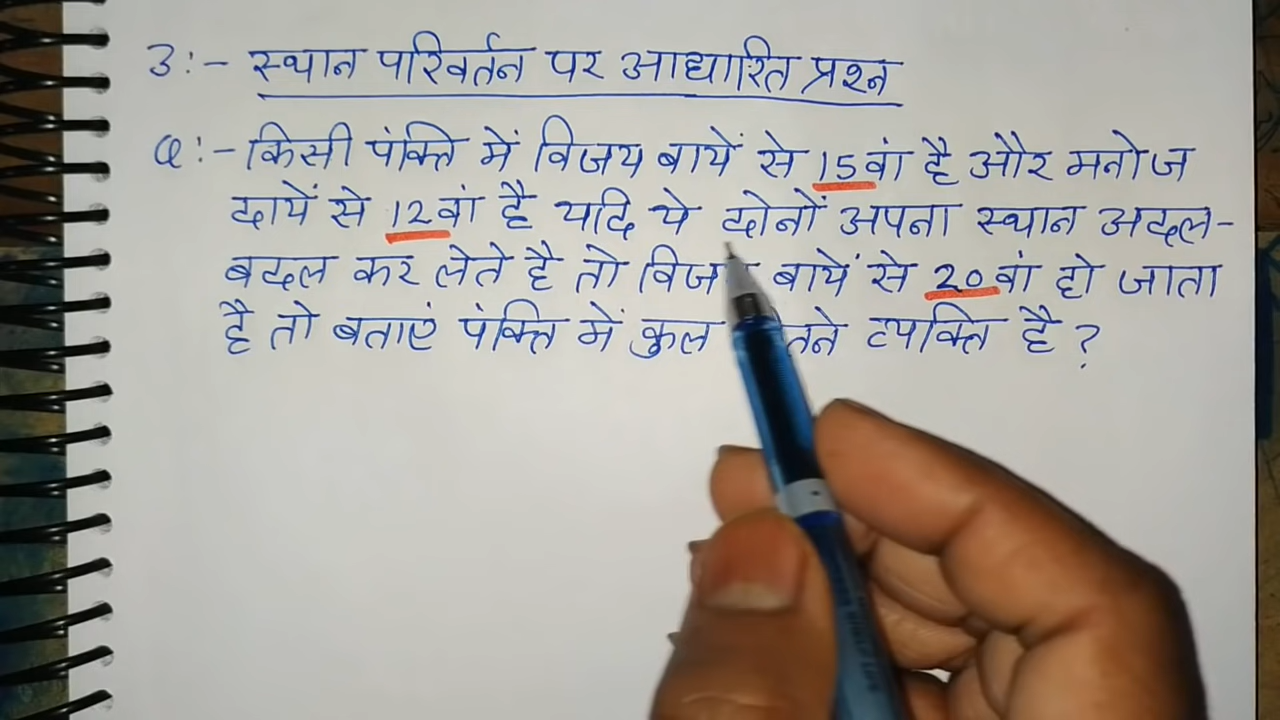 3:- स्थान परिवर्तन पर आधारित प्रश्न
Q:- किसी पंक्ति में विजय बायें से 15वां है और मनोज
दायें से 12वां है यदि ये दोनों अपना स्थान अदल-
बदल कर लेते है तो बायें से 20वां हो जाता
है तो बताएं पंक्ति में कुल व्यक्ति है ?